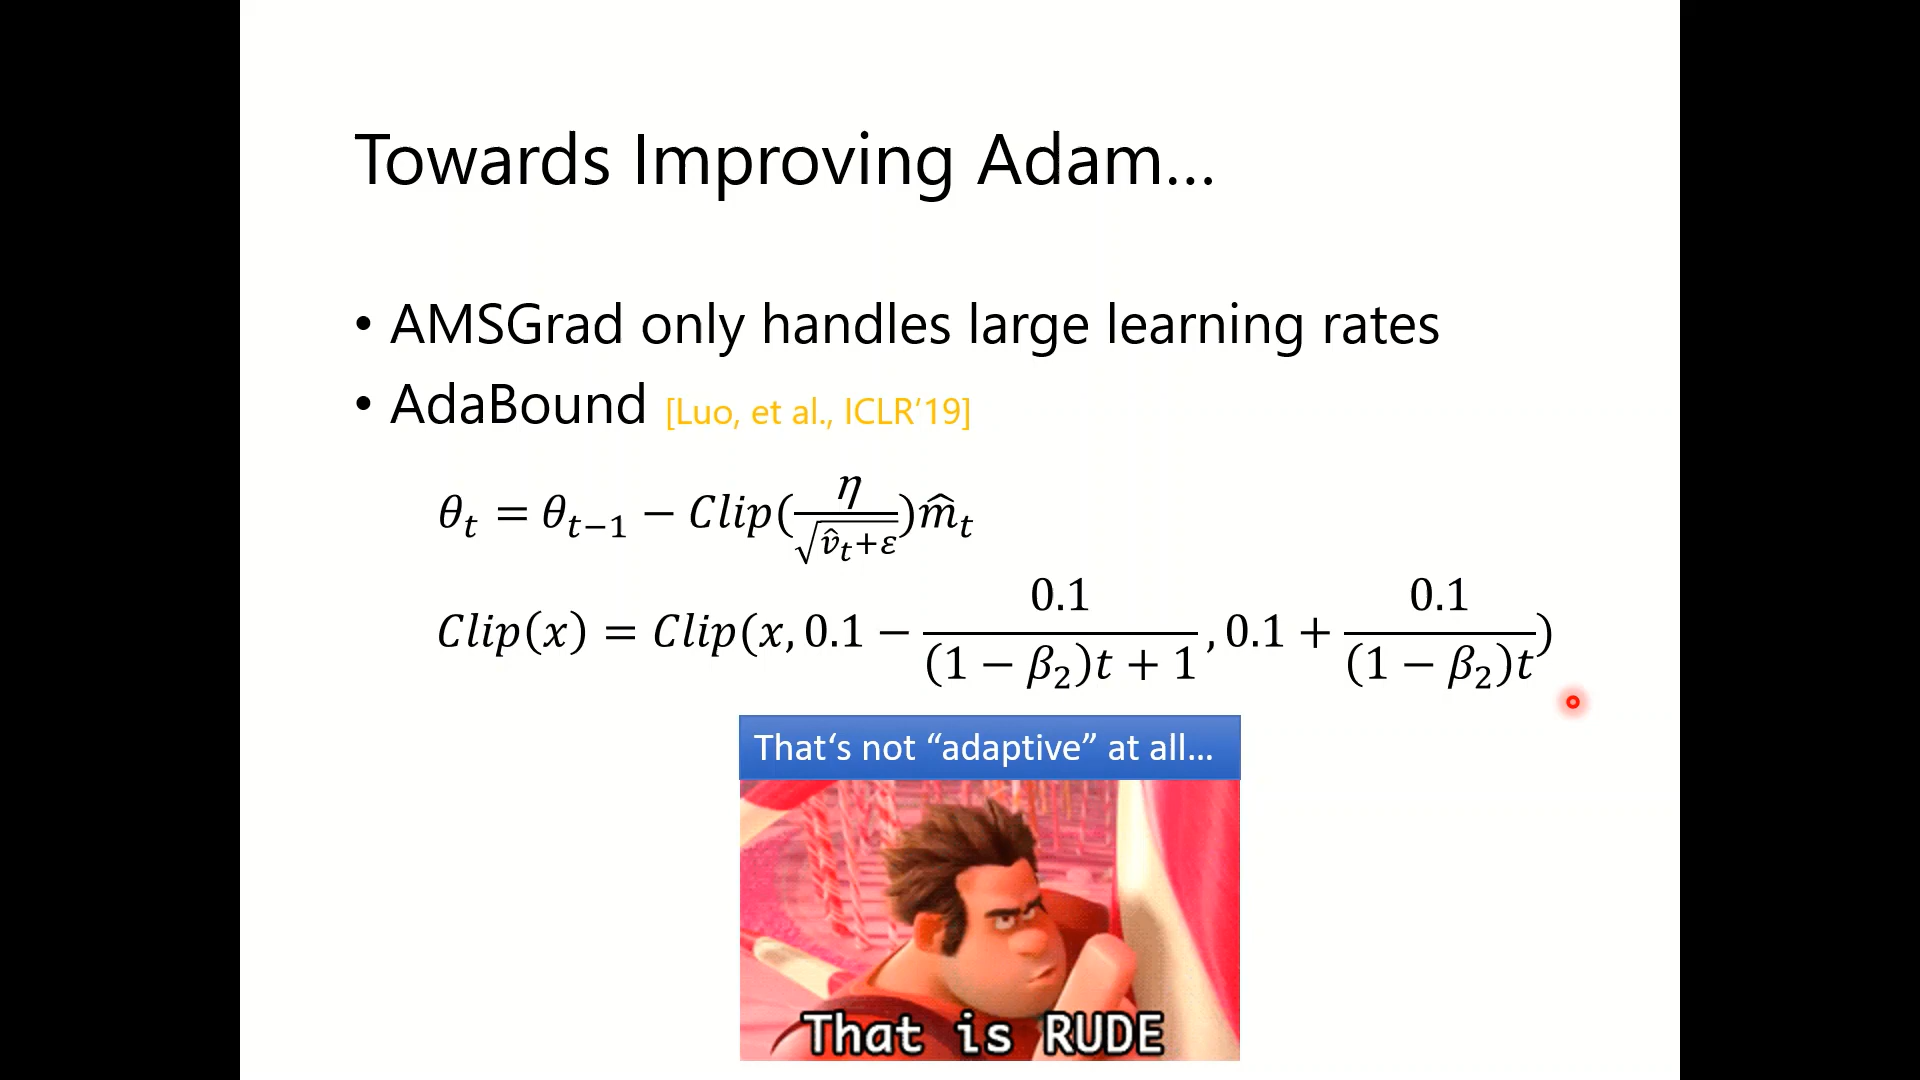 Towards Improving Adam...
• AMSGrad only handles large learning rates
• AdaBound [Luo, et al., ICLR‘19]
θ_t = θ_{t−1} − Clip(η / √(v̂_t+ε)) m̂_t
Clip(x) = Clip(x, 0.1 − 0.1 / ((1 − β_2)t + 1), 0.1 + 0.1 / ((1 − β_2)t))
That‘s not “adaptive” at all...
That is RUDE